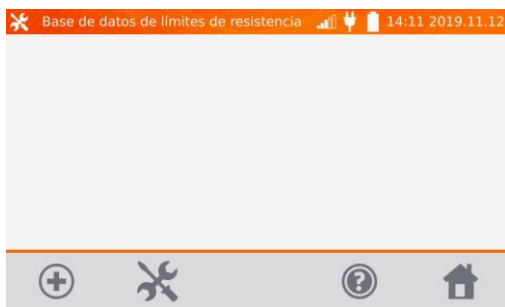 Base de datos de límites de resistencia 14:11 2019.11.12